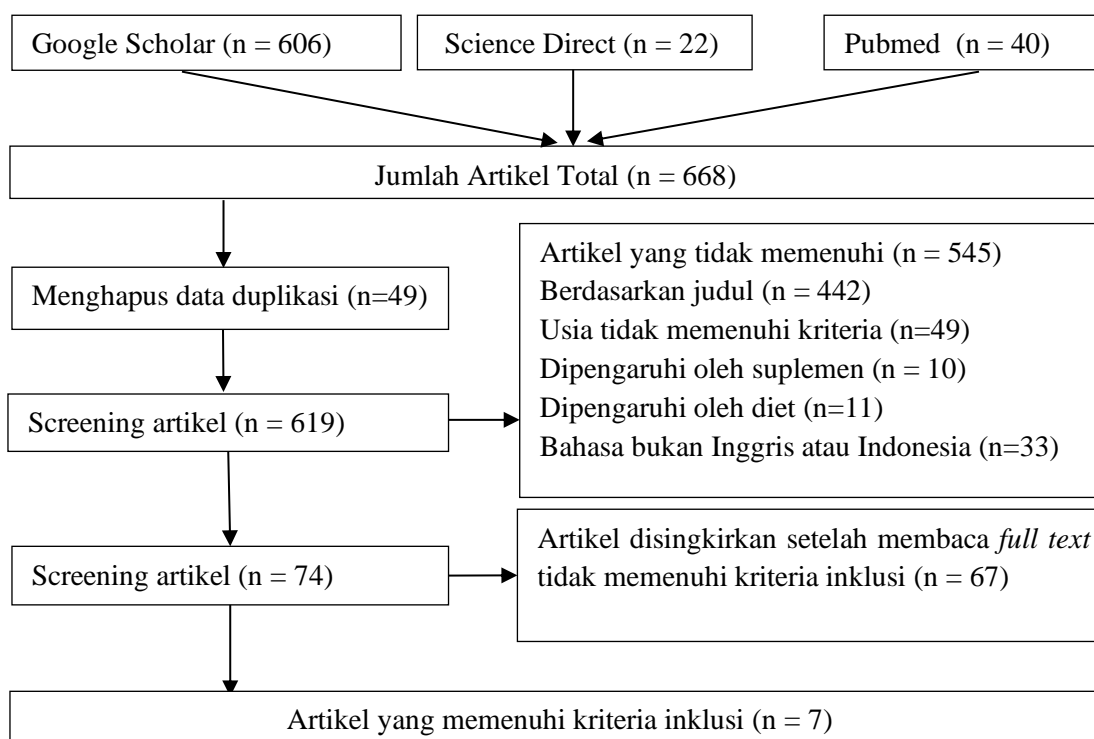 Google Scholar (n = 606)
Science Direct (n = 22)
Pubmed (n = 40)
Jumlah Artikel Total (n = 668)
Menghapus data duplikasi (n=49)
Artikel yang tidak memenuhi (n = 545)
Berdasarkan judul (n = 442)
Usia tidak memenuhi kriteria (n=49)
Dipengaruhi oleh suplemen (n = 10)
Dipengaruhi oleh diet (n=11)
Bahasa bukan Inggris atau Indonesia (n=33)
Screening artikel (n = 619)
Artikel disingkirkan setelah membaca full text
tidak memenuhi kriteria inklusi (n = 67)
Screening artikel (n = 74)
Artikel yang memenuhi kriteria inklusi (n = 7)